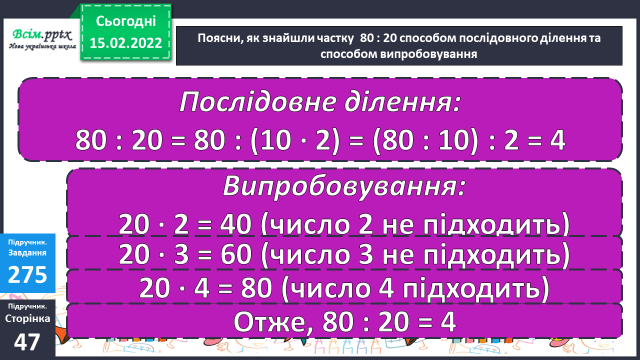 Всім.pptx
Нова українська школа
Сьогодні
15.02.2022
Поясни, як знайшли частку 80 : 20 способом послідовного ділення та
способом випробовування
Послідовне ділення:
80 : 20 = 80 : (10 · 2) = (80 : 10) : 2 = 4
Випробовування:
20 · 2 = 40 (число 2 не підходить)
20 · 3 = 60 (число 3 не підходить)
20 · 4 = 80 (число 4 підходить)
Отже, 80 : 20 = 4
Підручник.
Завдання
275
Підручник.
Сторінка
47